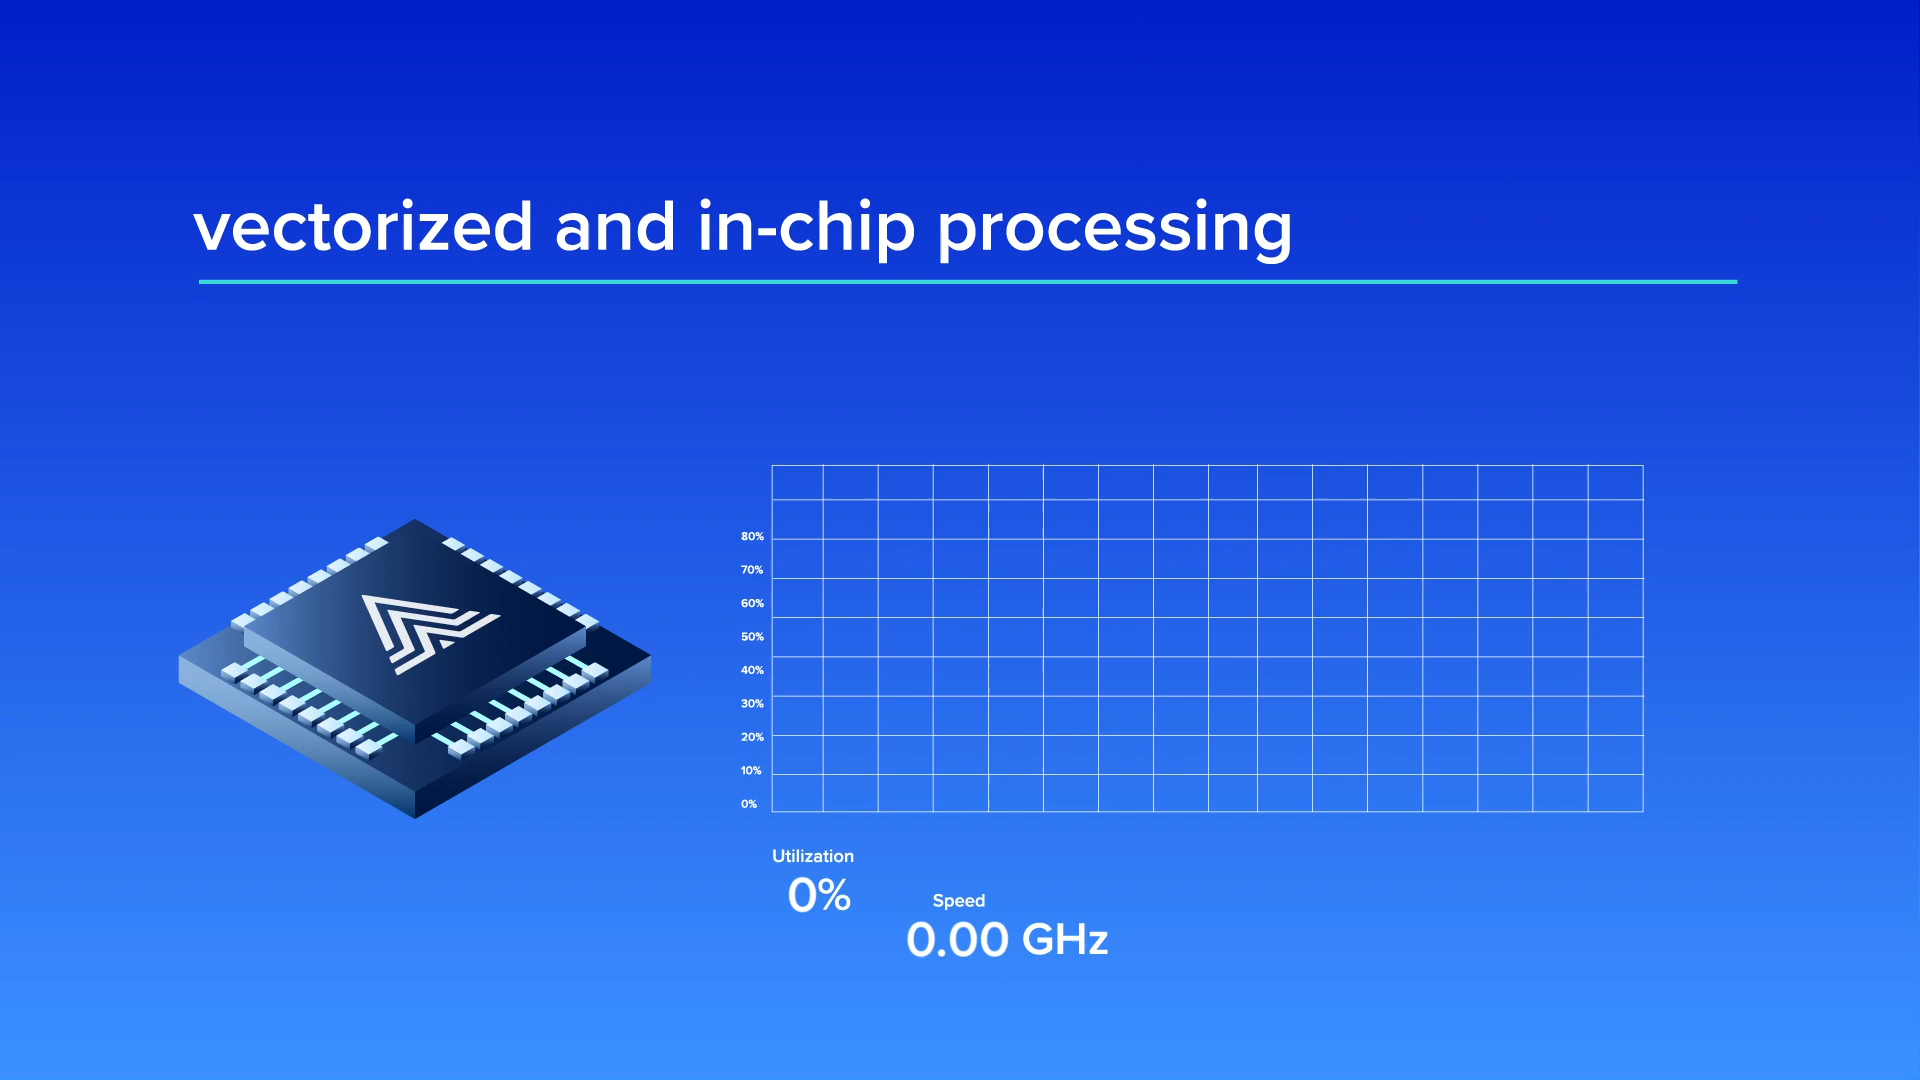 vectorized and in-chip processing
80%
70%
60%
50%
40%
30%
20%
10%
0%
Utilization
0%
Speed
0.00 GHz